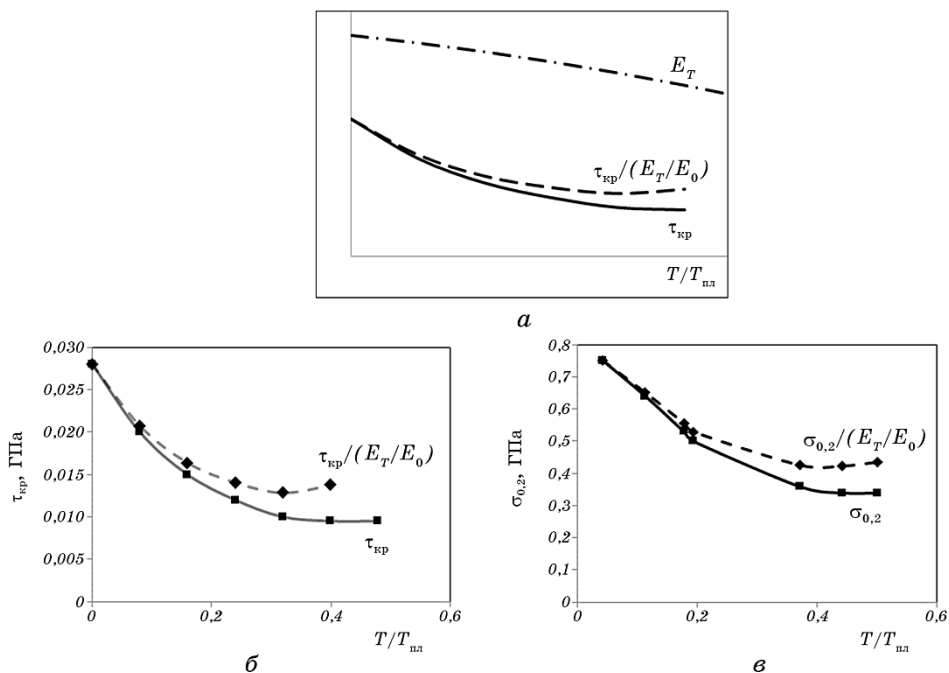 E_T
τ_кр/(E_T/E_0)
τ_кр
T/T_пл
а
0,030
0,025
0,020
0,015
0,010
0,005
0
τ_кр, ГПа
τ_кр/(E_T/E_0)
τ_кр
0
0,2
0,4
0,6
T/T_пл
б
0,8
0,7
0,6
0,5
0,4
0,3
0,2
0,1
0
σ_0,2, ГПа
σ_0,2/(E_T/E_0)
σ_0,2
0
0,2
0,4
0,6
T/T_пл
в